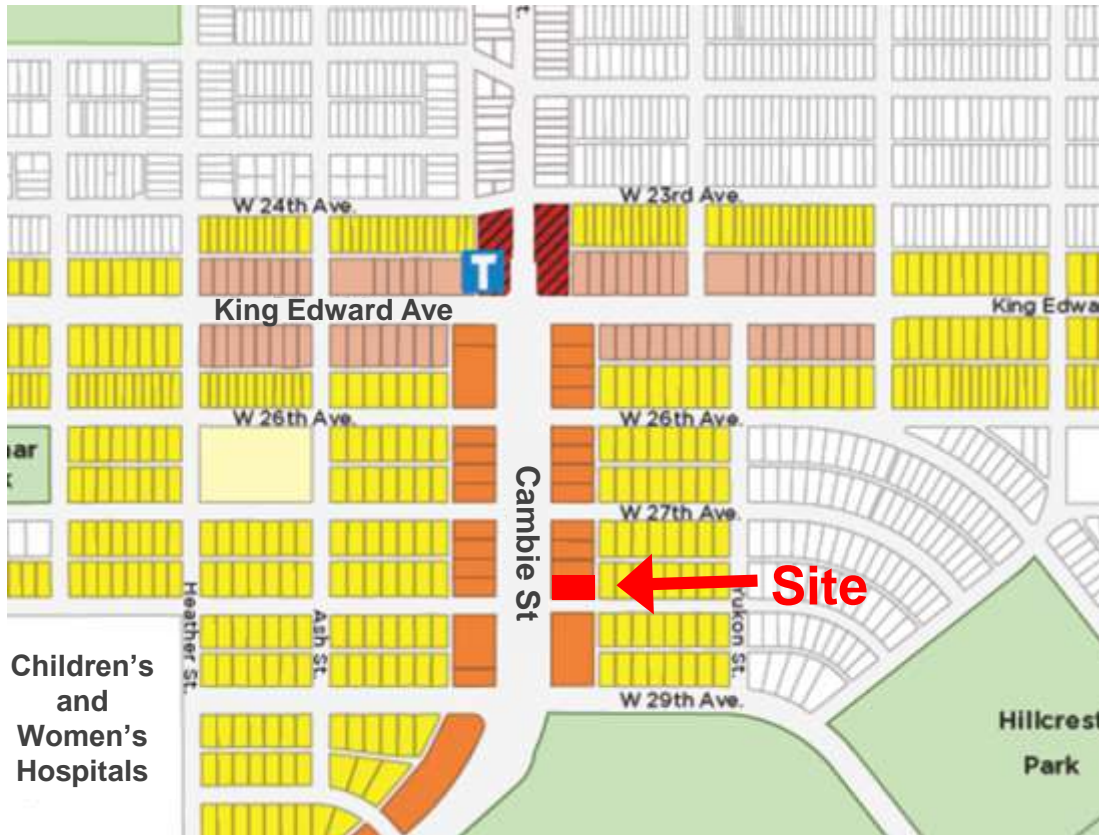 t.
W 24th Ave.
W 23rd Ave.
T
King Edward Ave
King Edwa
W 26th Ave.
W 26th Ave.
Cambie St
W 27th Ave.
Site
Heather St.
Ash St.
Yukon St.
Children's
and
Women's
Hospitals
W 29th Ave.
Hillcrest
Park